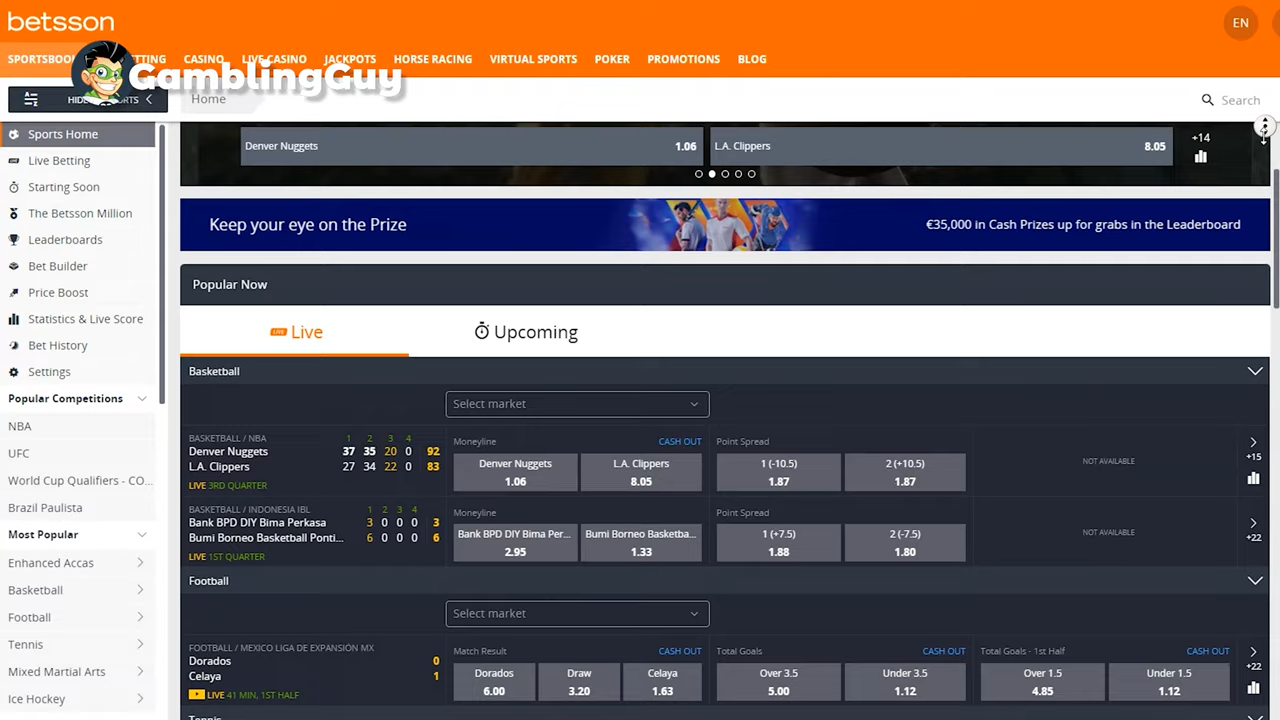 betsson
EN
SPORTSBOO TTING CASINO LIVE CASINO JACKPOTS HORSE RACING VIRTUAL SPORTS POKER PROMOTIONS BLOG
GamblingGuy
HIDE RTS
Home
Search
Sports Home
Live Betting
Starting Soon
The Betsson Million
Leaderboards
Bet Builder
Price Boost
Statistics & Live Score
Bet History
Settings
Popular Competitions
NBA
UFC
World Cup Qualifiers - CO...
Brazil Paulista
Most Popular
Enhanced Accas
Basketball
Football
Tennis
Mixed Martial Arts
Ice Hockey
Denver Nuggets 1.06 L.A. Clippers 8.05 +14
Keep your eye on the Prize €35,000 in Cash Prizes up for grabs in the Leaderboard
Popular Now
LIVE Live Upcoming
Basketball
Select market
BASKETBALL / NBA 1 2 3 4 Moneyline CASH OUT Point Spread
Denver Nuggets 37 35 20 0 92
L.A. Clippers 27 34 22 0 83
LIVE 3RD QUARTER
Denver Nuggets L.A. Clippers 1 (-10.5) 2 (+10.5) NOT AVAILABLE +15
1.06 8.05 1.87 1.87
BASKETBALL / INDONESIA IBL 1 2 3 4 Moneyline Point Spread
Bank BPD DIY Bima Perkasa 3 0 0 0 3
Bumi Borneo Basketball Ponti... 6 0 0 0 6
LIVE 1ST QUARTER
Bank BPD DIY Bima Per... Bumi Borneo Basketba... 1 (+7.5) 2 (-7.5) NOT AVAILABLE +22
2.95 1.33 1.88 1.80
Football
Select market
FOOTBALL / MEXICO LIGA DE EXPANSIÓN MX Match Result CASH OUT Total Goals CASH OUT Total Goals - 1st Half CASH OUT
Dorados 0
Celaya 1
LIVE 41 MIN, 1ST HALF
Dorados Draw Celaya Over 3.5 Under 3.5 Over 1.5 Under 1.5 +22
6.00 3.20 1.63 5.00 1.12 4.85 1.12
Tennis